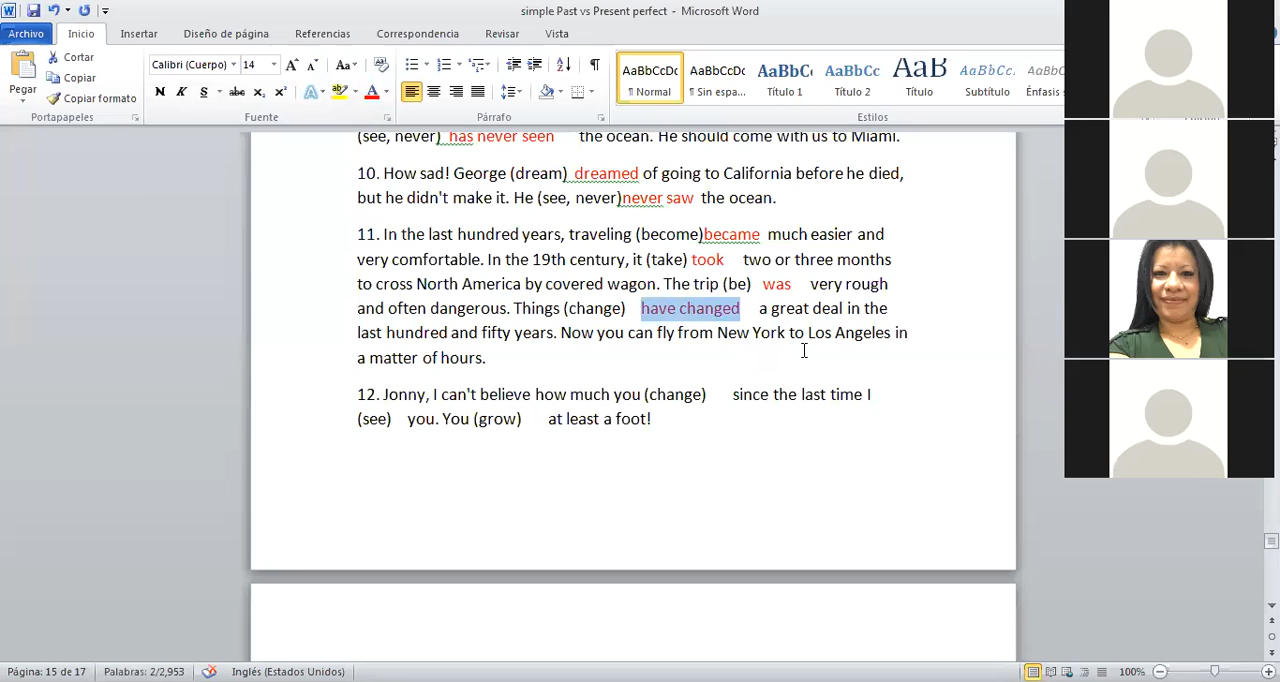 simple Past vs Present perfect - Microsoft Word
Archivo Inicio Insertar Diseño de página Referencias Correspondencia Revisar Vista
Pegar
Cortar
Copiar
Copiar formato
Portapapeles
Calibri (Cuerpo) 14
N K S abc x₂ x²
Fuente
Párrafo
AaBbCcDc AaBbCcDc AaBbC AaBbCc AaB AaBbCc AaBbCc
¶ Normal ¶ Sin espa... Título 1 Título 2 Título Subtítulo Énfasis
Estilos
(see, never) has never seen the ocean. He should come with us to Miami.
10. How sad! George (dream) dreamed of going to California before he died,
but he didn't make it. He (see, never)never saw the ocean.
11. In the last hundred years, traveling (become)became much easier and
very comfortable. In the 19th century, it (take) took two or three months
to cross North America by covered wagon. The trip (be) was very rough
and often dangerous. Things (change) have changed a great deal in the
last hundred and fifty years. Now you can fly from New York to Los Angeles in
a matter of hours.
12. Jonny, I can't believe how much you (change) since the last time I
(see) you. You (grow) at least a foot!
Página: 15 de 17 Palabras: 2/2,953 Inglés (Estados Unidos) 100%